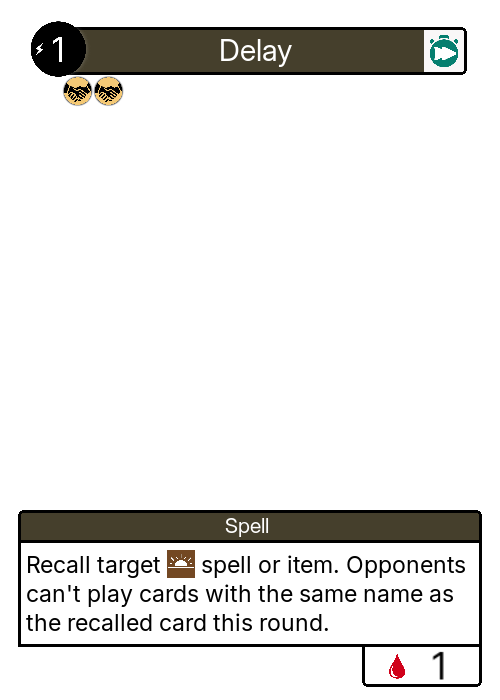 1
Delay
Spell
Recall target spell or item. Opponents
can't play cards with the same name as
the recalled card this round.
1